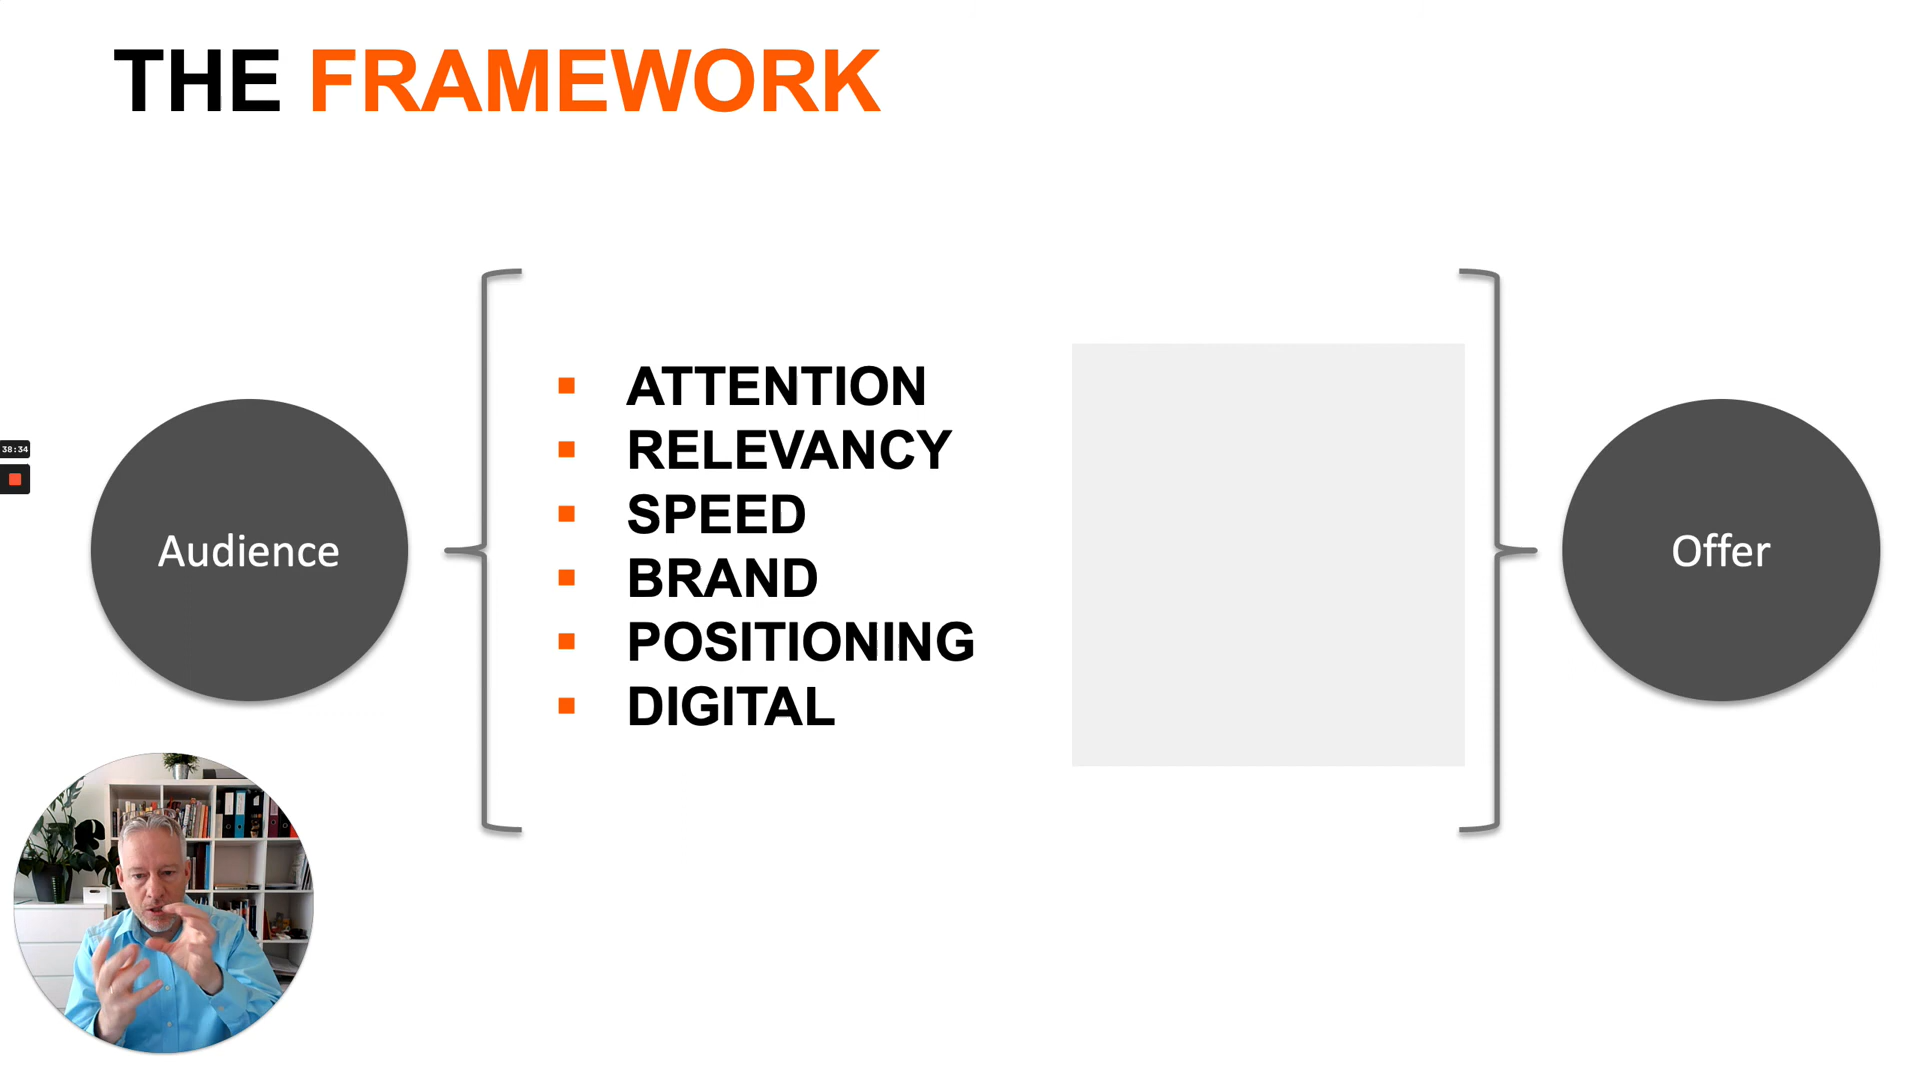 THE FRAMEWORK
ATTENTION
RELEVANCY
SPEED
BRAND
POSITIONING
DIGITAL
Audience
Offer
38:34